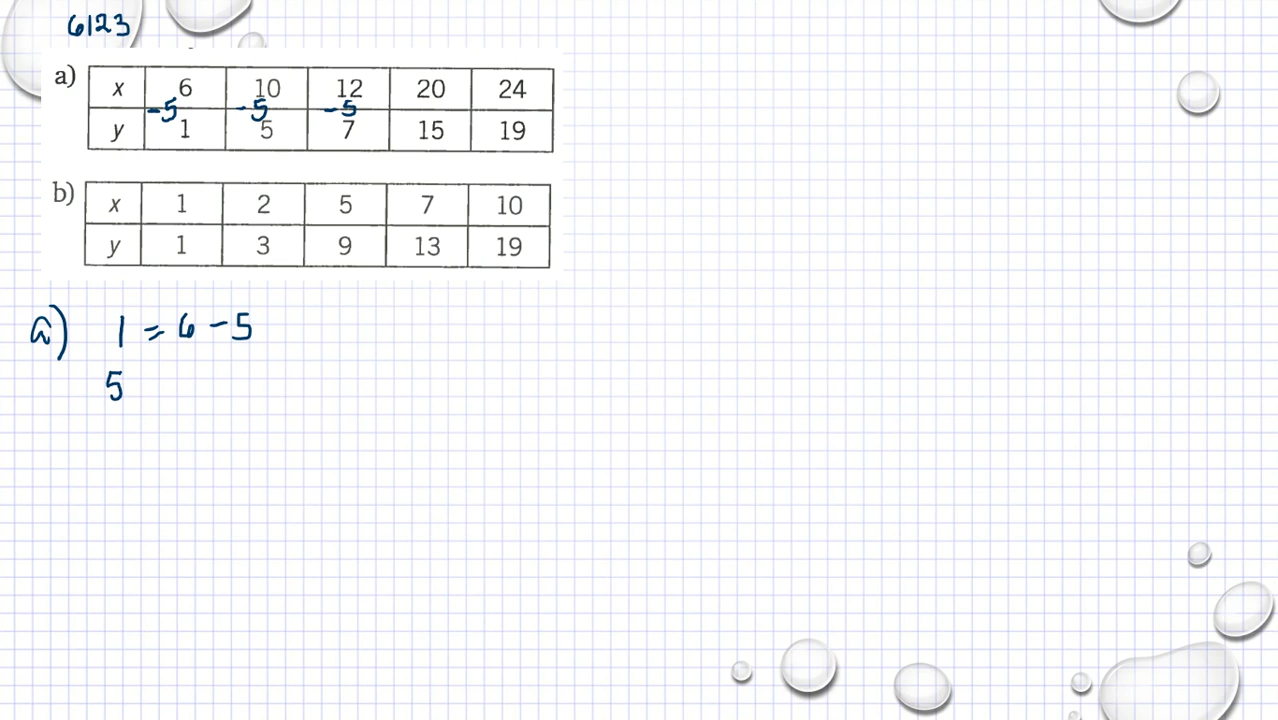 6123
a) x 6 10 12 20 24
-5 -5 -5
y 1 5 7 15 19
b) x 1 2 5 7 10
y 1 3 9 13 19
a) 1 = 6 - 5
5